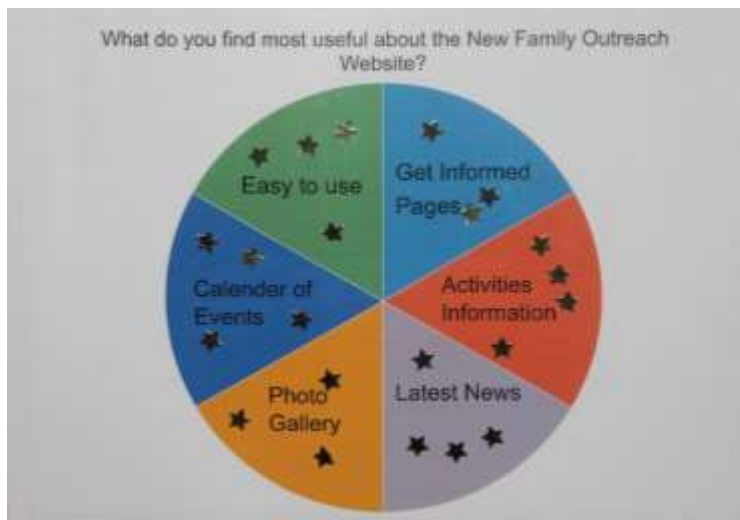 What do you find most useful about the New Family Outreach
Website?
Easy to use
Get Informed
Pages
Activities
Information
Calender of
Events
Photo
Gallery
Latest News